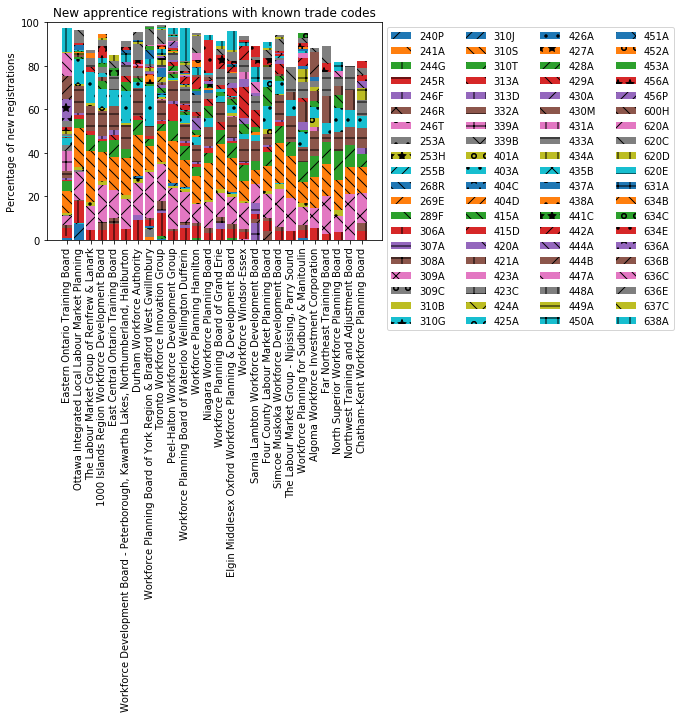 New apprentice registrations with known trade codes
Percentage of new registrations
100
80
60
40
20
0
Eastern Ontario Training Board
Ottawa Integrated Local Labour Market Planning
The Labour Market Group of Renfrew & Lanark
1000 Islands Region Workforce Development Board
East Central Ontario Training Board
Workforce Development Board - Peterborough, Kawartha Lakes, Northumberland, Haliburton
Durham Workforce Authority
Workforce Planning Board of York Region & Bradford West Gwillimbury
Toronto Workforce Innovation Group
Peel-Halton Workforce Development Group
Workforce Planning Board of Waterloo Wellington Dufferin
Workforce Planning Hamilton
Niagara Workforce Planning Board
Workforce Planning Board of Grand Erie
Elgin Middlesex Oxford Workforce Planning & Development Board
Workforce Windsor-Essex
Sarnia Lambton Workforce Development Board
Four County Labour Market Planning Board
Simcoe Muskoka Workforce Development Board
The Labour Market Group - Nipissing, Parry Sound
Workforce Planning for Sudbury & Manitoulin
Algoma Workforce Investment Corporation
Far Northeast Training Board
North Superior Workforce Planning Board
Northwest Training and Adjustment Board
Chatham-Kent Workforce Planning Board
240P
241A
244G
245R
246F
246R
246T
253A
253H
255B
268R
269E
289F
306A
307A
308A
309A
309C
310B
310G
310J
310S
310T
313A
313D
332A
339A
339B
401A
403A
404C
404D
415A
415D
420A
421A
423A
423C
424A
425A
426A
427A
428A
429A
430A
430M
431A
433A
434A
435B
437A
438A
441C
442A
444A
444B
447A
448A
449A
450A
451A
452A
453A
456A
456P
600H
620A
620C
620D
620E
631A
634B
634C
634E
636A
636B
636C
636E
637C
638A